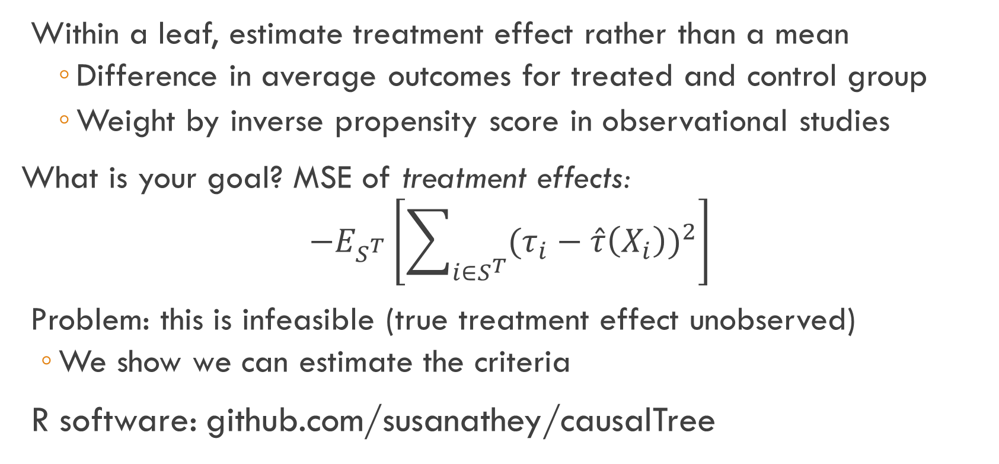 Within a leaf, estimate treatment effect rather than a mean
◦ Difference in average outcomes for treated and control group
◦ Weight by inverse propensity score in observational studies
What is your goal? MSE of treatment effects:
$-E_{S^T}\left[\sum_{i \in S^T} (\tau_i - \hat{\tau}(X_i))^2\right]$
Problem: this is infeasible (true treatment effect unobserved)
◦ We show we can estimate the criteria
R software: github.com/susanathey/causalTree